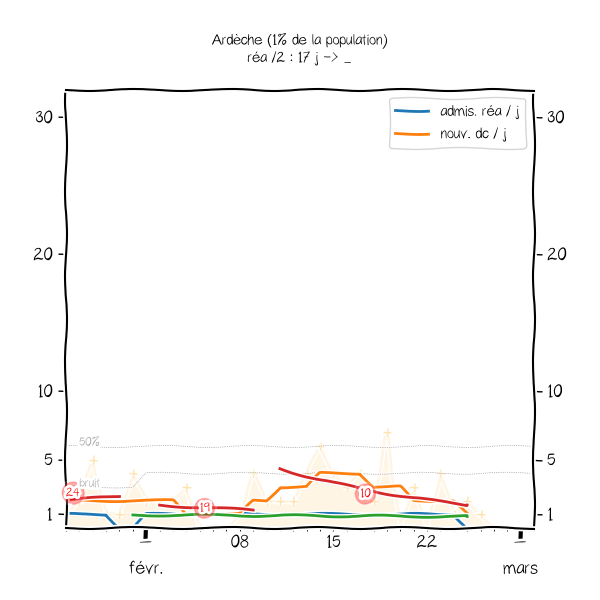 Ardèche (1% de la population)
réa /2 : 17 j -> _
admis. réa / j
nouv. dc / j
30
30
20
20
10
10
50%
5
5
bruit
24
10
19
1
1
08
15
22
févr.
mars